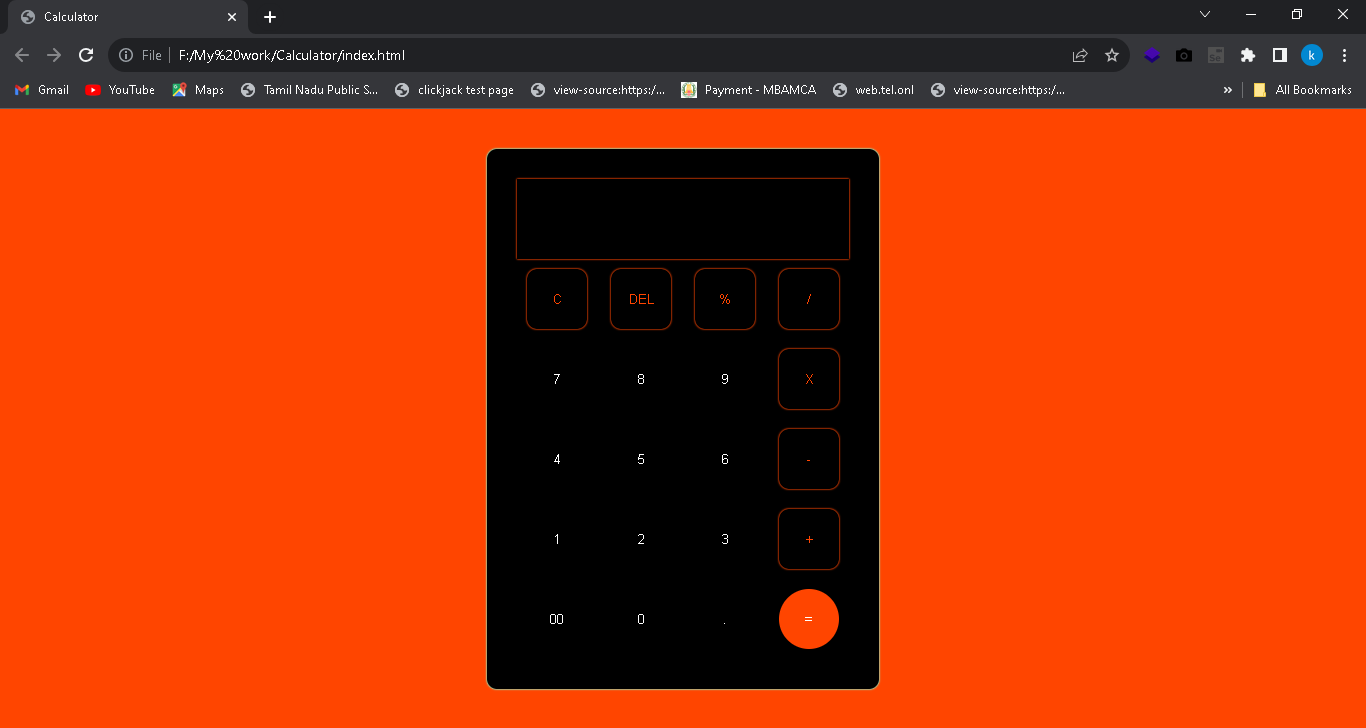 Calculator
File F:/My%20work/Calculator/index.html k
Gmail YouTube Maps Tamil Nadu Public S... clickjack test page view-source:https:/... Payment - MBAMCA web.tel.onl view-source:https:/... » All Bookmarks
C DEL % /
7 8 9 X
4 5 6 -
1 2 3 +
00 0 . =